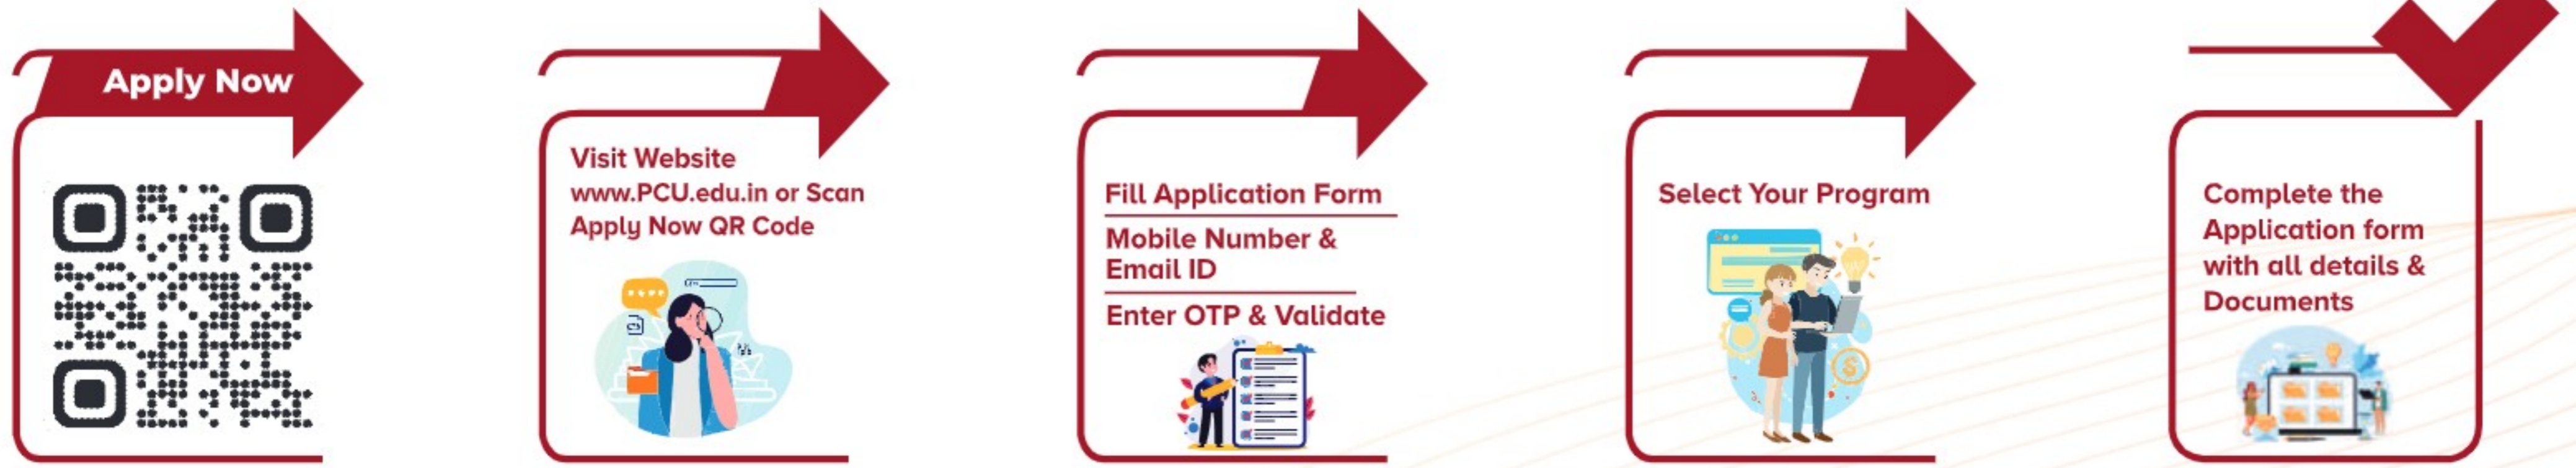 Apply Now
Visit Website
www.PCU.edu.in or Scan
Apply Now QR Code
Fill Application Form
Mobile Number &
Email ID
Enter OTP & Validate
Select Your Program
Complete the
Application form
with all details &
Documents